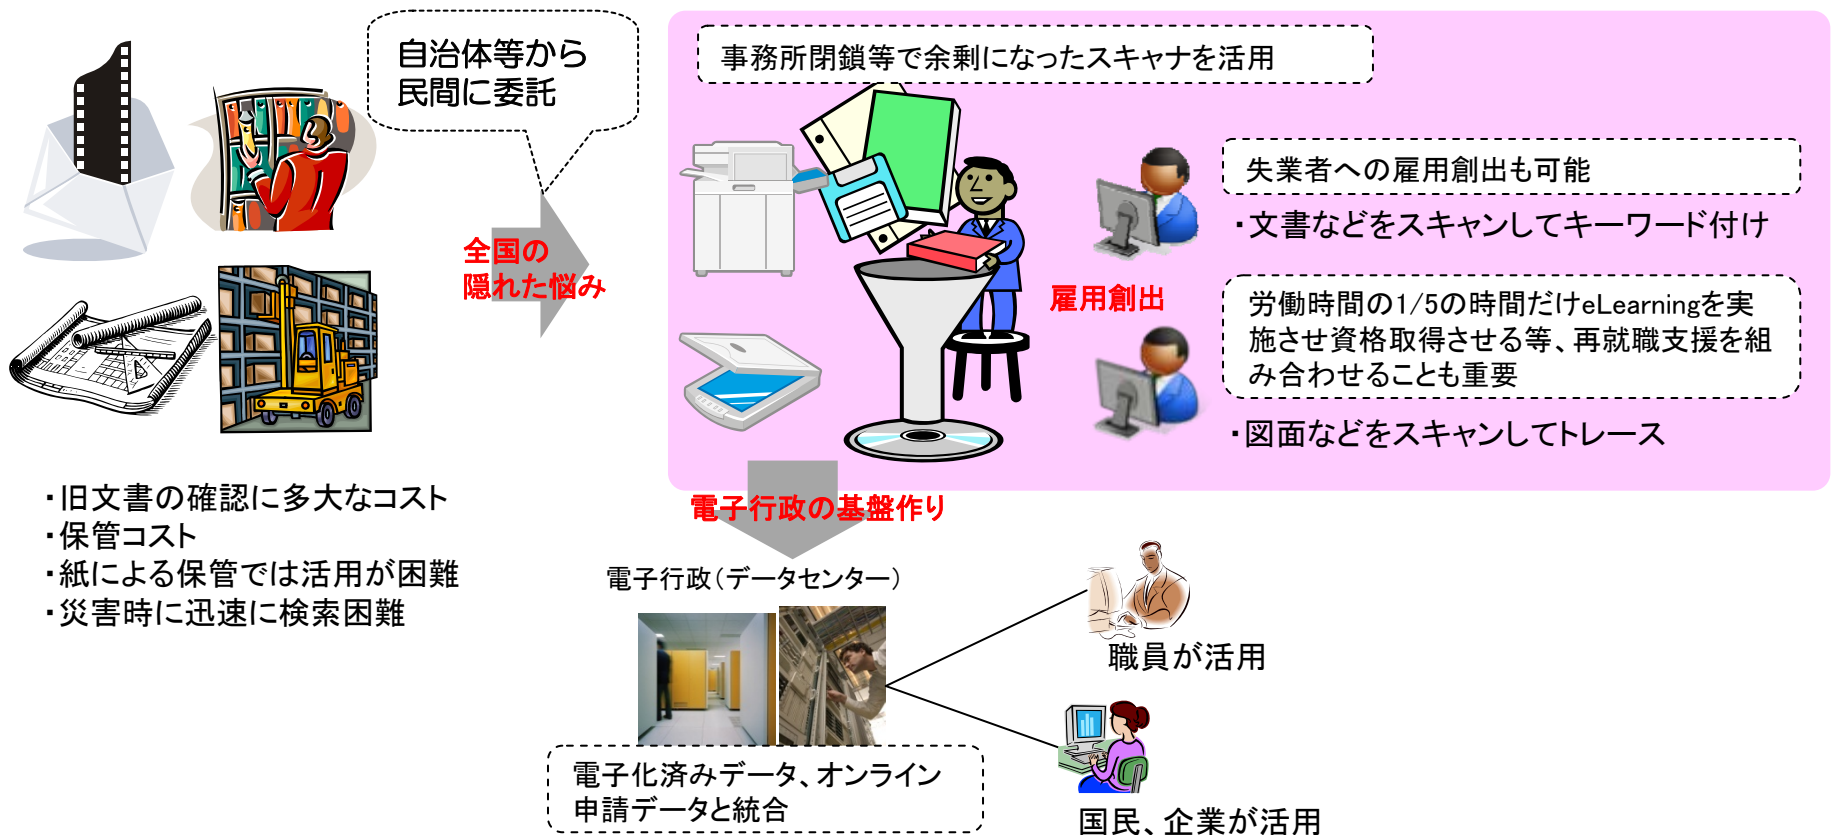 自治体等から
民間に委託
事務所閉鎖等で余剰になったスキャナを活用
失業者への雇用創出も可能
・文書などをスキャンしてキーワード付け
全国の
隠れた悩み
雇用創出
労働時間の1/5の時間だけeLearningを実
施させ資格取得させる等、再就職支援を組
み合わせることも重要
・図面などをスキャンしてトレース
・旧文書の確認に多大なコスト
・保管コスト
・紙による保管では活用が困難
・災害時に迅速に検索困難
電子行政の基盤作り
電子行政（データセンター）
職員が活用
電子化済みデータ、オンライン
申請データと統合
国民、企業が活用